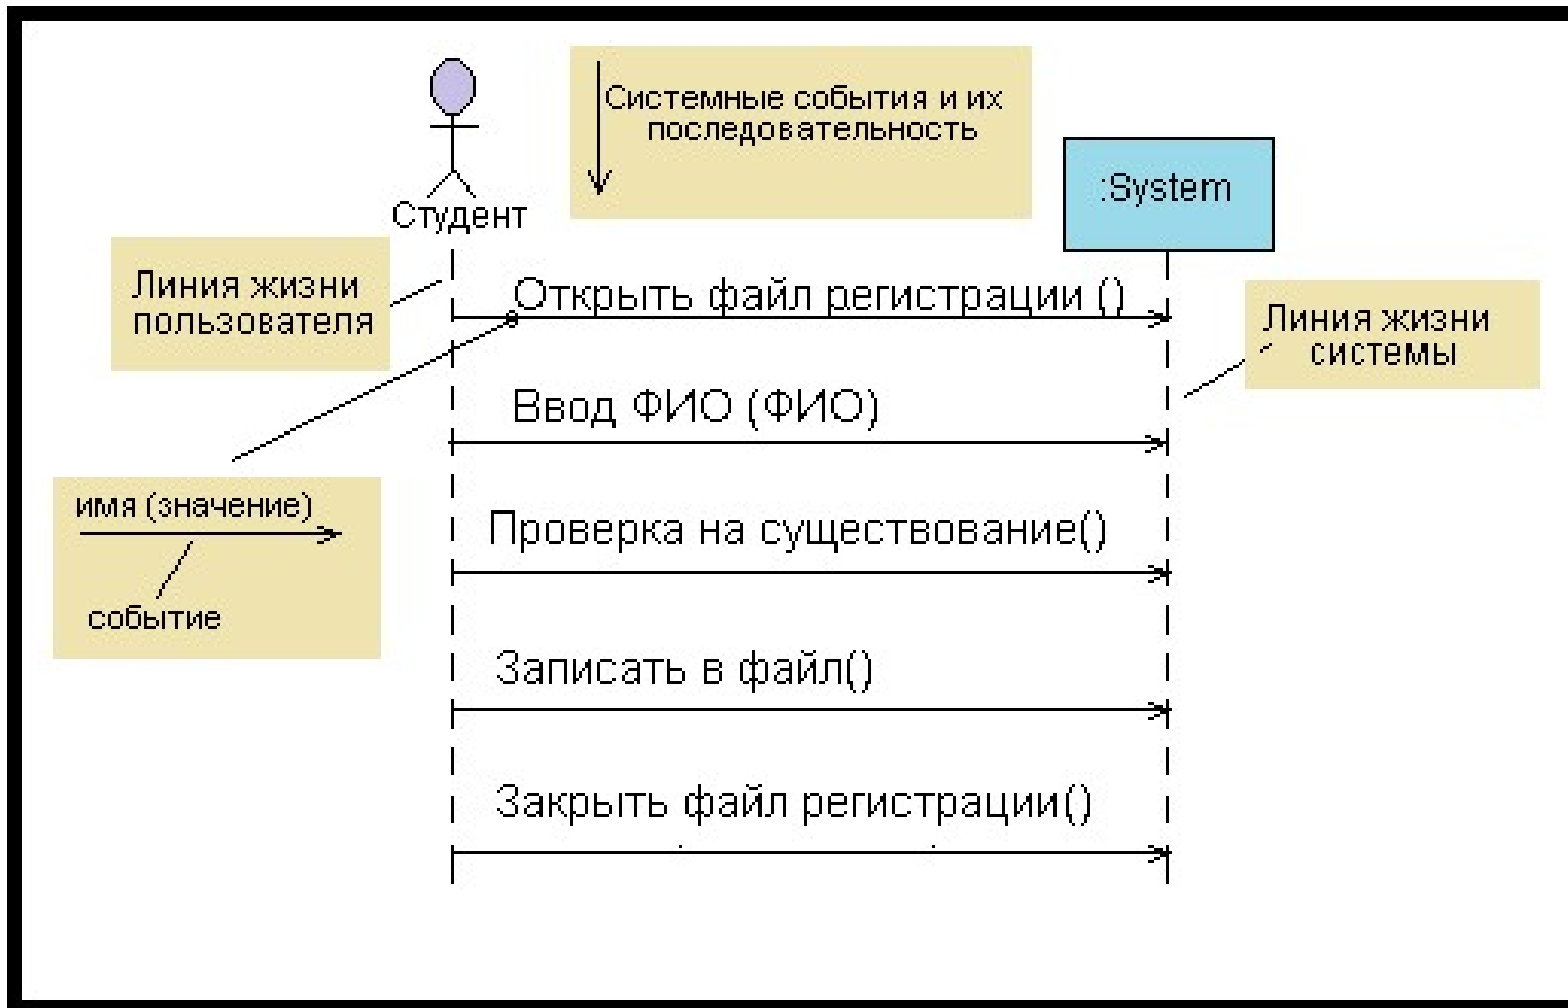 Системные события и их
последовательность
:System
Студент
Линия жизни
пользователя
Открыть файл регистрации ()
Линия жизни
системы
Ввод ФИО (ФИО)
имя (значение)
событие
Проверка на существование()
Записать в файл()
Закрыть файл регистрации()